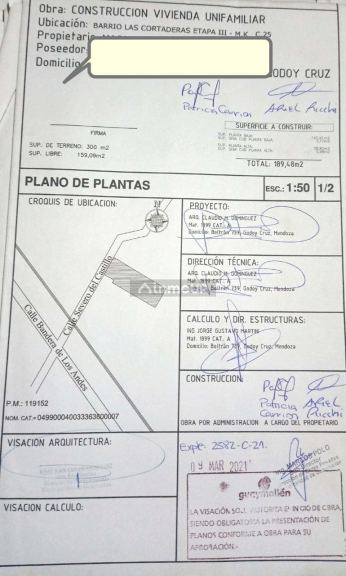 Obra: CONSTRUCCION VIVIENDA UNIFAMILIAR
Ubicación: BARRIO LAS CORTADERAS ETAPA III - M.K C.25
Propietario
Poseedor
Domicilio GODOY CRUZ
Patricia Carrion Ariel Ricchi
FIRMA
SUPERFICIE A CONSTRUIR:
SUP. DE TERRENO: 300 m2
SUP. LIBRE: 159,08m2
TOTAL: 189,48m2
PLANO DE PLANTAS
ESC.: 1:50 1/2
CROQUIS DE UBICACION:
N
Calle Severo del Castillo
Calle Bandera de Los Andes
P.M.: 119152
NOM. CAT.= 049900040033363600007
PROYECTO:
ARQ. CLAUDIO M. DOMINGUEZ
Mat. 1899 CAT. A
Domicilio: Beltrán 739, Godoy Cruz, Mendoza
DIRECCIÓN TÉCNICA:
ARQ. CLAUDIO M. DOMINGUEZ
Mat. 1899 CAT. A
Domicilio: Beltrán 739, Godoy Cruz, Mendoza
CALCULO Y DIR. ESTRUCTURAS:
ING JORGE GUSTAVO MARTIN
Mat. 1899 CAT. A
Domicilio: Beltrán 739, Godoy Cruz, Mendoza
CONSTRUCCION:
Patricia Carrion Ariel Ricchi
OBRA POR ADMINISTRACION A CARGO DEL PROPIETARIO
VISACION ARQUITECTURA:
VISACION CALCULO:
Expte. 2582-C-21.
09 MAR 2021
guaymallén
LA VISACIÓN SOLO AUTORIZA EL INICIO DE OBRA,
SIENDO OBLIGATORIA LA PRESENTACIÓN DE
PLANOS CONFORME A OBRA PARA SU
APROBACIÓN.-